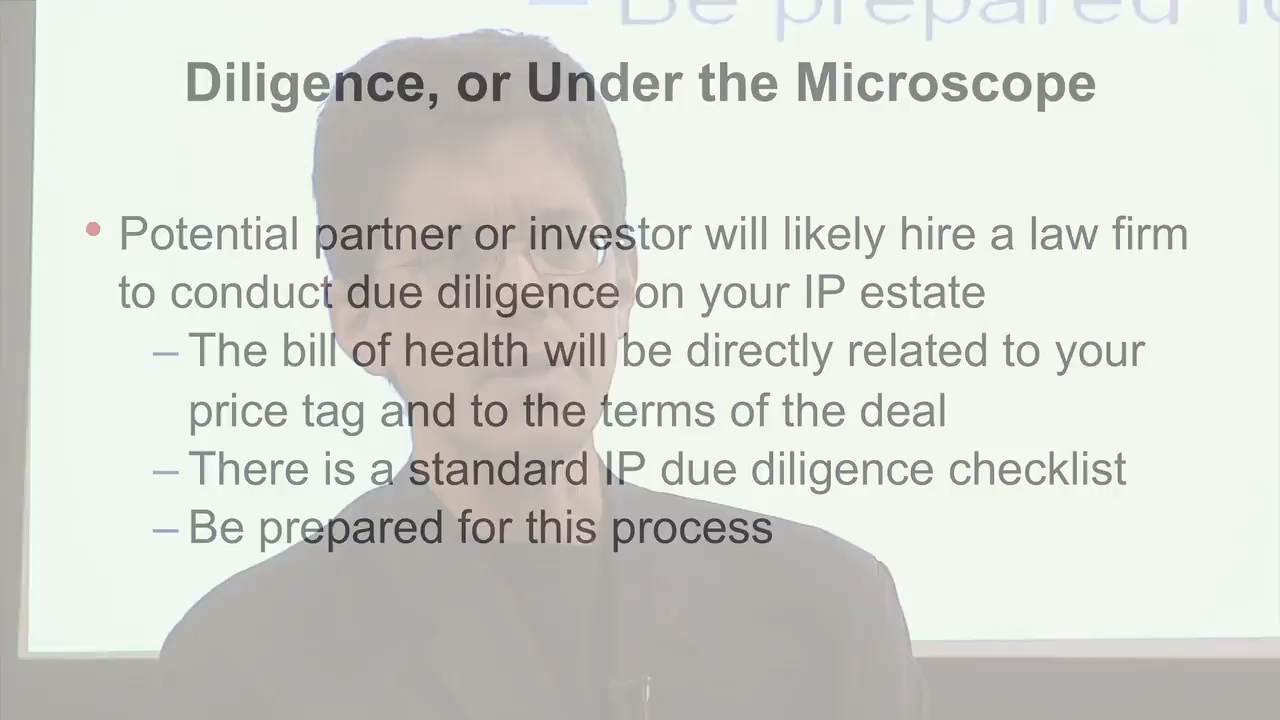 – Be prepared fo
Diligence, or Under the Microscope
• Potential partner or investor will likely hire a law firm
to conduct due diligence on your IP estate
– The bill of health will be directly related to your
price tag and to the terms of the deal
– There is a standard IP due diligence checklist
– Be prepared for this process